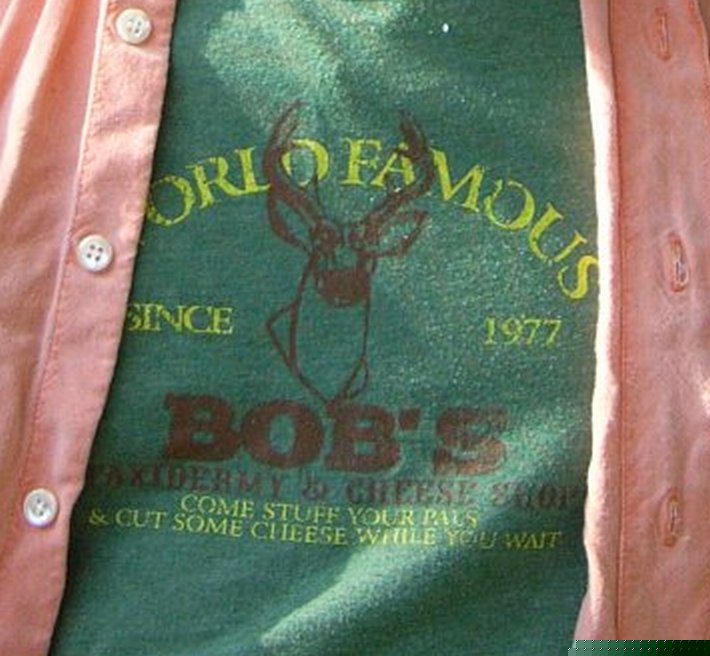 WORLD FAMOUS
SINCE 1977
BOB'S
TAXIDERMY & CHEESE SHOP
COME STUFF YOUR PALS
& CUT SOME CHEESE WHILE YOU WAIT